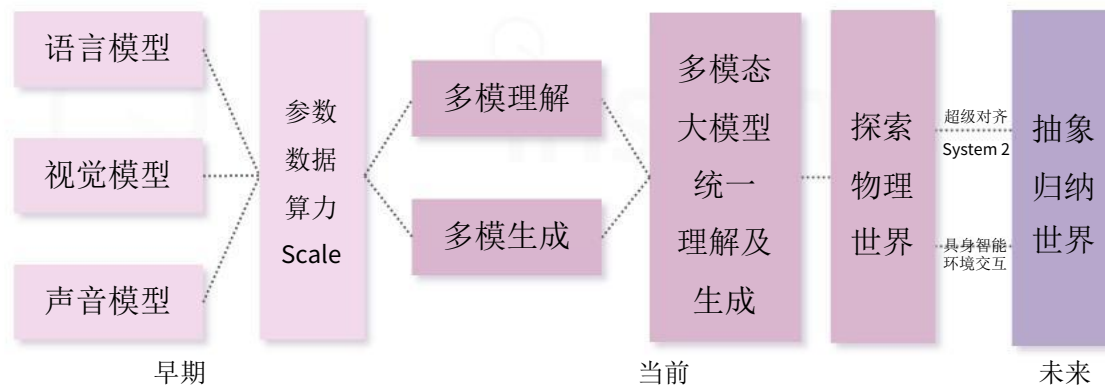 语言模型
视觉模型
声音模型
参数
数据
算力
Scale
多模理解
多模生成
多模态
大模型
统一
理解及
生成
探索
物理
世界
超级对齐
System 2
具身智能
环境交互
抽象
归纳
世界
早期
当前
未来